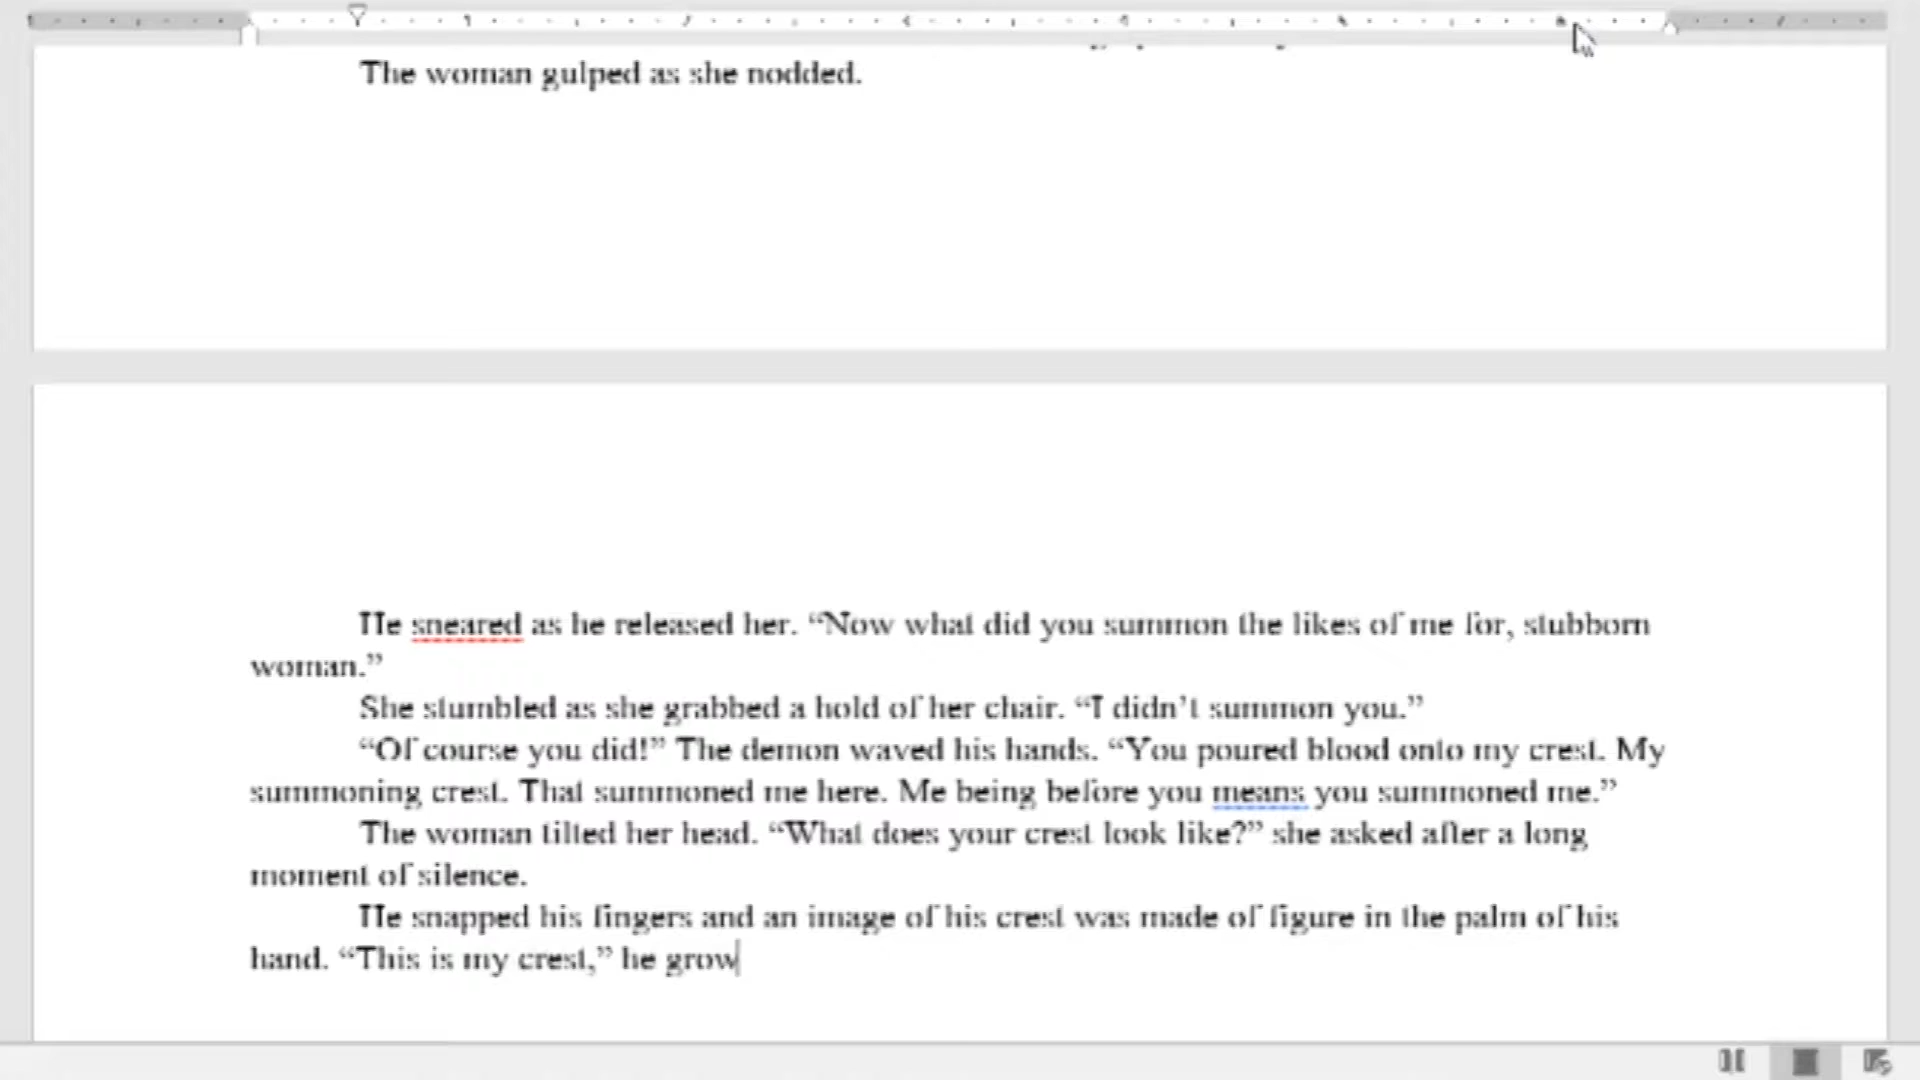 The woman gulped as she nodded.
He sneared as he released her. “Now what did you summon the likes of me for, stubborn
woman.”
She stumbled as she grabbed a hold of her chair. “I didn’t summon you.”
“Of course you did!” The demon waved his hands. “You poured blood onto my crest. My
summoning crest. That summoned me here. Me being before you means you summoned me.”
The woman tilted her head. “What does your crest look like?” she asked after a long
moment of silence.
He snapped his fingers and an image of his crest was made of figure in the palm of his
hand. “This is my crest,” he grow